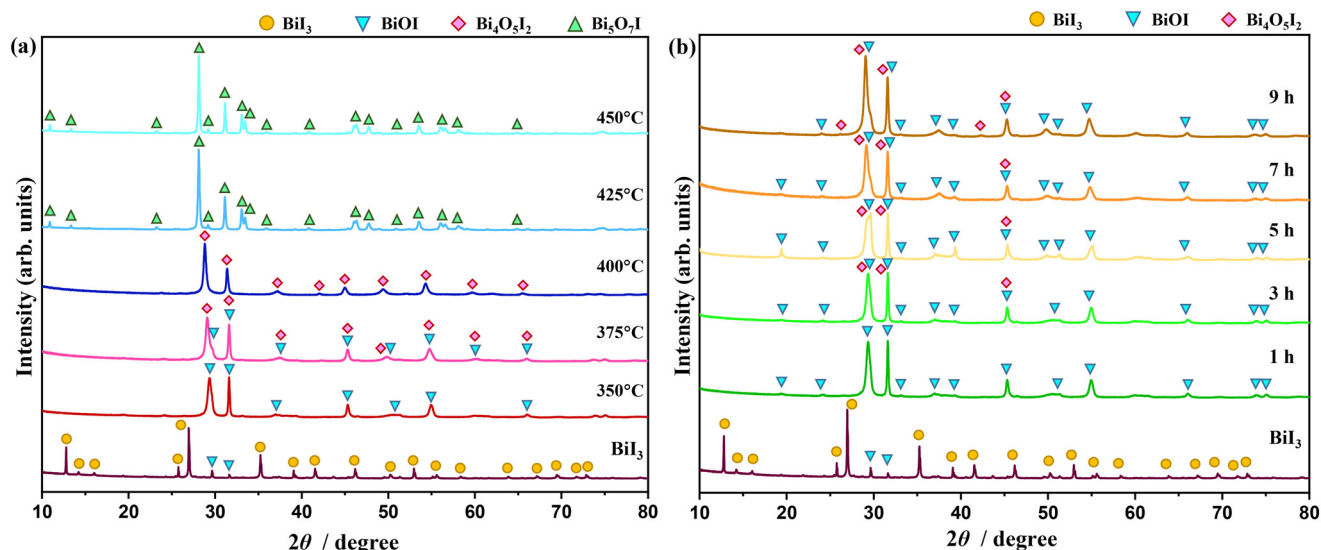 BiI₃ BiOI Bi₄O₅I₂ Bi₅O₇I
(a)
450°C
425°C
400°C
375°C
350°C
BiI₃
Intensity (arb. units)
10 20 30 40 50 60 70 80
2θ / degree
BiI₃ BiOI Bi₄O₅I₂
(b)
9 h
7 h
5 h
3 h
1 h
BiI₃
Intensity (arb. units)
10 20 30 40 50 60 70 80
2θ / degree